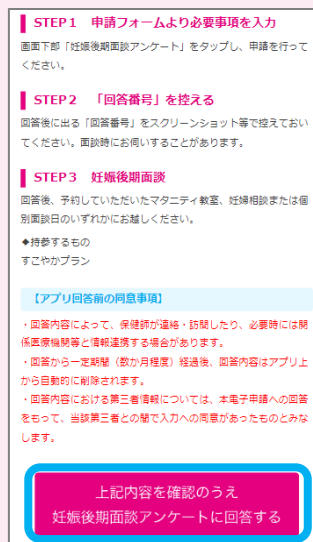 STEP1　申請フォームより必要事項を入力
画面下部「妊娠後期面談アンケート」をタップし、申請を行って
ください。
STEP2　「回答番号」を控える
回答後に出る「回答番号」をスクリーンショット等で控えておい
てください。面談時にお伺いすることがあります。
STEP3　妊娠後期面談
回答後、予約していただいたマタニティ教室、妊婦相談または個
別面談日のいずれかにお越しください。
◆持参するもの
すこやかプラン
【アプリ回答前の同意事項】
・回答内容によって、保健師が連絡・訪問したり、必要時には関
係医療機関等と情報連携する場合があります。
・回答から一定期間（数か月程度）経過後、回答内容はアプリ上
から自動的に削除されます。
・回答内容における第三者情報については、本電子申請への回答
をもって、当該第三者との間で入力への同意があったものとみな
します。
上記内容を確認のうえ
妊娠後期面談アンケートに回答する